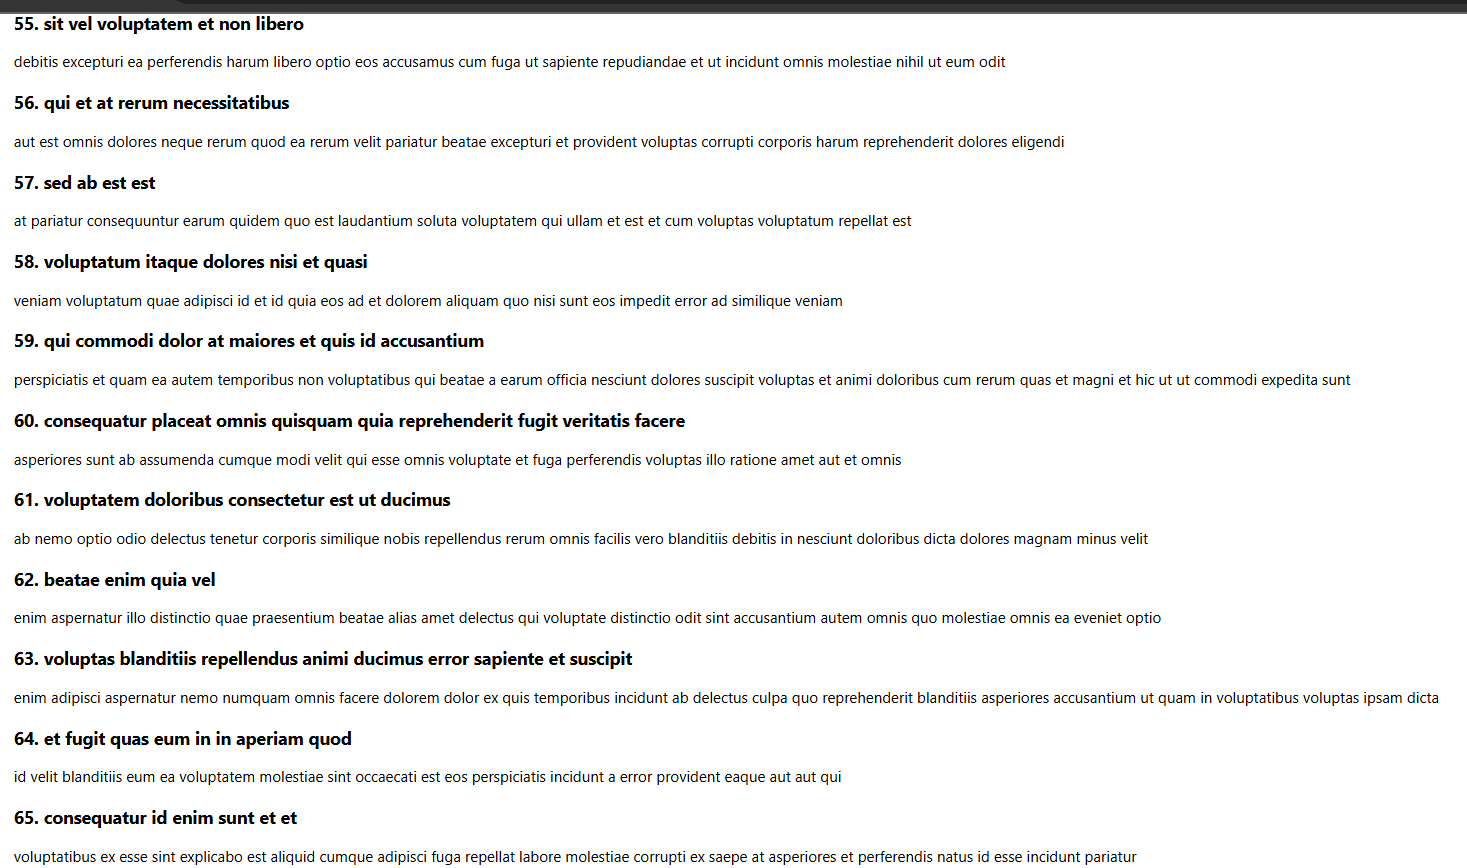 55. sit vel voluptatem et non libero
debitis excepturi ea perferendis harum libero optio eos accusamus cum fuga ut sapiente repudiandae et ut incidunt omnis molestiae nihil ut eum odit
56. qui et at rerum necessitatibus
aut est omnis dolores neque rerum quod ea rerum velit pariatur beatae excepturi et provident voluptas corrupti corporis harum reprehenderit dolores eligendi
57. sed ab est est
at pariatur consequuntur earum quidem quo est laudantium soluta voluptatem qui ullam et est et cum voluptas voluptatum repellat est
58. voluptatum itaque dolores nisi et quasi
veniam voluptatum quae adipisci id et id quia eos ad et dolorem aliquam quo nisi sunt eos impedit error ad similique veniam
59. qui commodi dolor at maiores et quis id accusantium
perspiciatis et quam ea autem temporibus non voluptatibus qui beatae a earum officia nesciunt dolores suscipit voluptas et animi doloribus cum rerum quas et magni et hic ut ut commodi expedita sunt
60. consequatur placeat omnis quisquam quia reprehenderit fugit veritatis facere
asperiores sunt ab assumenda cumque modi velit qui esse omnis voluptate et fuga perferendis voluptas illo ratione amet aut et omnis
61. voluptatem doloribus consectetur est ut ducimus
ab nemo optio odio delectus tenetur corporis similique nobis repellendus rerum omnis facilis vero blanditiis debitis in nesciunt doloribus dicta dolores magnam minus velit
62. beatae enim quia vel
enim aspernatur illo distinctio quae praesentium beatae alias amet delectus qui voluptate distinctio odit sint accusantium autem omnis quo molestiae omnis ea eveniet optio
63. voluptas blanditiis repellendus animi ducimus error sapiente et suscipit
enim adipisci aspernatur nemo numquam omnis facere dolorem dolor ex quis temporibus incidunt ab delectus culpa quo reprehenderit blanditiis asperiores accusantium ut quam in voluptatibus voluptas ipsam dicta
64. et fugit quas eum in in aperiam quod
id velit blanditiis eum ea voluptatem molestiae sint occaecati est eos perspiciatis incidunt a error provident eaque aut aut qui
65. consequatur id enim sunt et et
voluptatibus ex esse sint explicabo est aliquid cumque adipisci fuga repellat labore molestiae corrupti ex saepe at asperiores et perferendis natus id esse incidunt pariatur